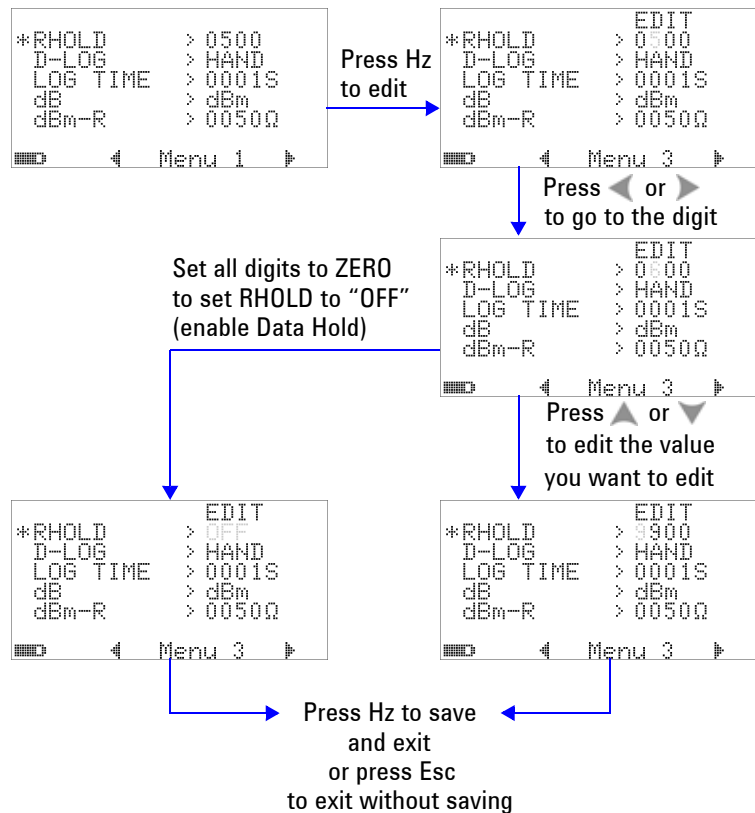 *RHOLD > 0500
D-LOG > HAND
LOG TIME > 0001S
dB > dBm
dBm-R > 0050Ω
Menu 1
Press Hz
to edit
EDIT
*RHOLD > 0500
D-LOG > HAND
LOG TIME > 0001S
dB > dBm
dBm-R > 0050Ω
Menu 3
Press or
to go to the digit
EDIT
*RHOLD > 0600
D-LOG > HAND
LOG TIME > 0001S
dB > dBm
dBm-R > 0050Ω
Menu 3
Set all digits to ZERO
to set RHOLD to “OFF”
(enable Data Hold)
Press or
to edit the value
you want to edit
EDIT
*RHOLD > OFF
D-LOG > HAND
LOG TIME > 0001S
dB > dBm
dBm-R > 0050Ω
Menu 3
EDIT
*RHOLD > 9900
D-LOG > HAND
LOG TIME > 0001S
dB > dBm
dBm-R > 0050Ω
Menu 3
Press Hz to save
and exit
or press Esc
to exit without saving